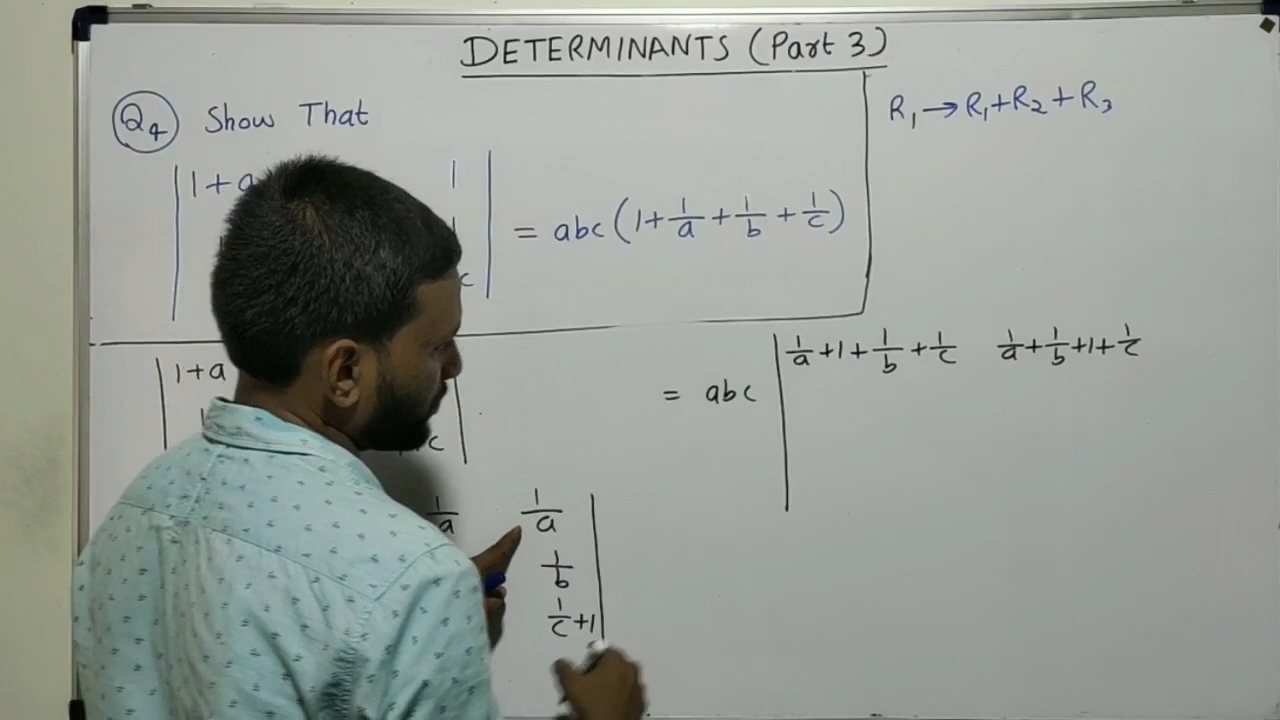 DETERMINANTS (Part 3)
Q4 Show That
R₁ → R₁+R₂+R₃
|1+a 1|
= abc(1+1/a+1/b+1/c)
c
|1+a
c
= abc |1/a+1+1/b+1/c 1/a+1/b+1+1/c
1/a 1/a
1/b
1/c+1